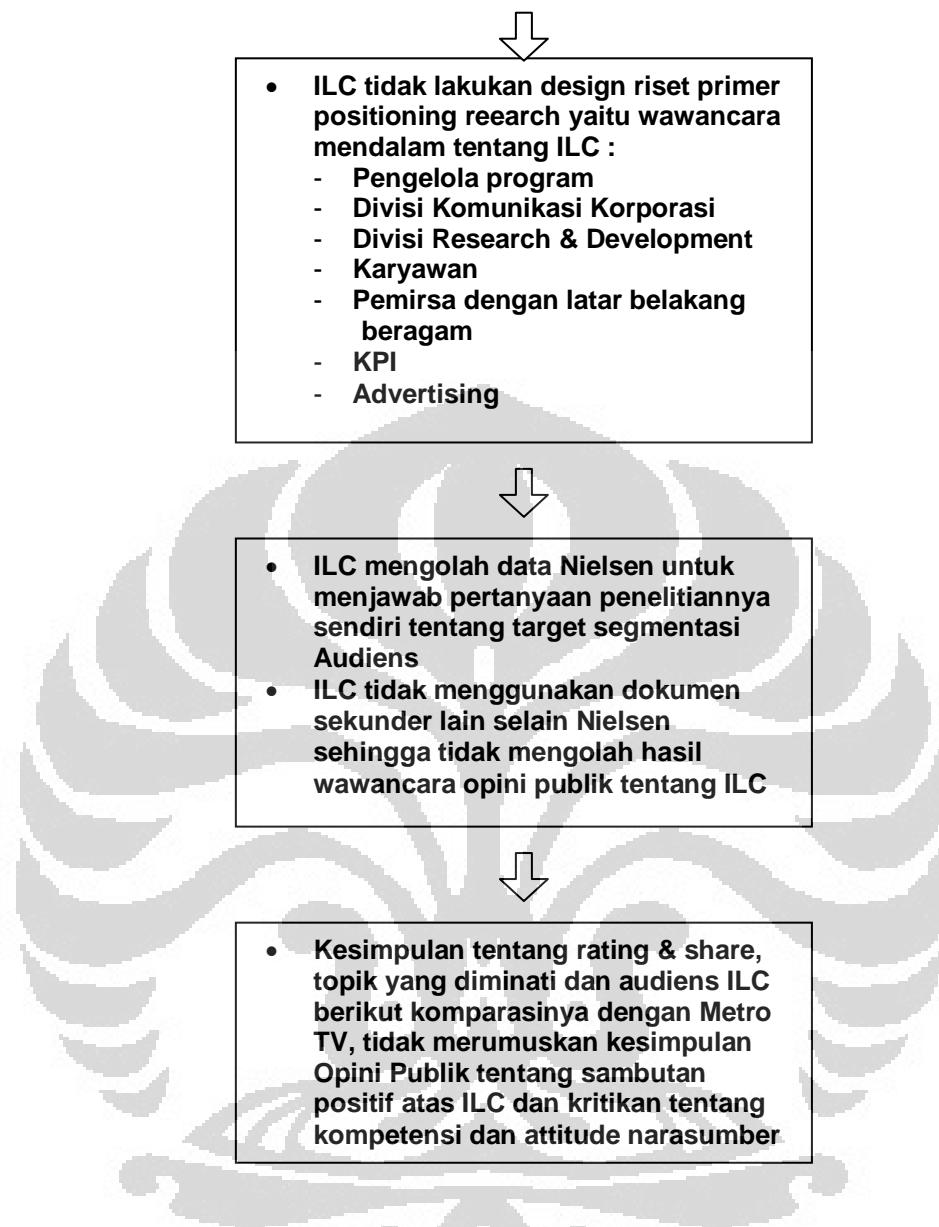 • ILC tidak lakukan design riset primer
positioning reearch yaitu wawancara
mendalam tentang ILC :
- Pengelola program
- Divisi Komunikasi Korporasi
- Divisi Research & Development
- Karyawan
- Pemirsa dengan latar belakang
beragam
- KPI
- Advertising
• ILC mengolah data Nielsen untuk
menjawab pertanyaan penelitiannya
sendiri tentang target segmentasi
Audiens
• ILC tidak menggunakan dokumen
sekunder lain selain Nielsen
sehingga tidak mengolah hasil
wawancara opini publik tentang ILC
• Kesimpulan tentang rating & share,
topik yang diminati dan audiens ILC
berikut komparasinya dengan Metro
TV, tidak merumuskan kesimpulan
Opini Publik tentang sambutan
positif atas ILC dan kritikan tentang
kompetensi dan attitude narasumber